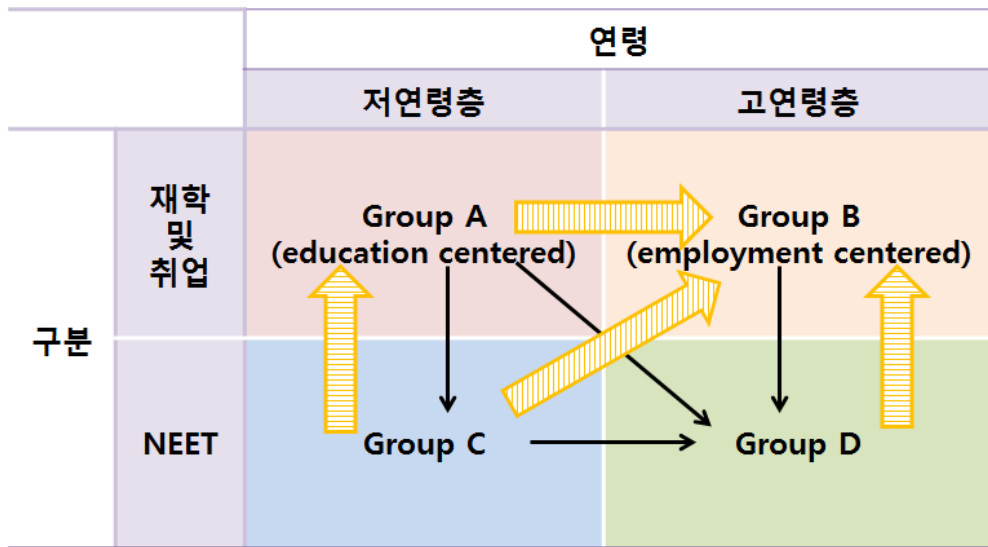 연령
저연령층
고연령층
구분
재학
및
취업
Group A
(education centered)
Group B
(employment centered)
NEET
Group C
Group D